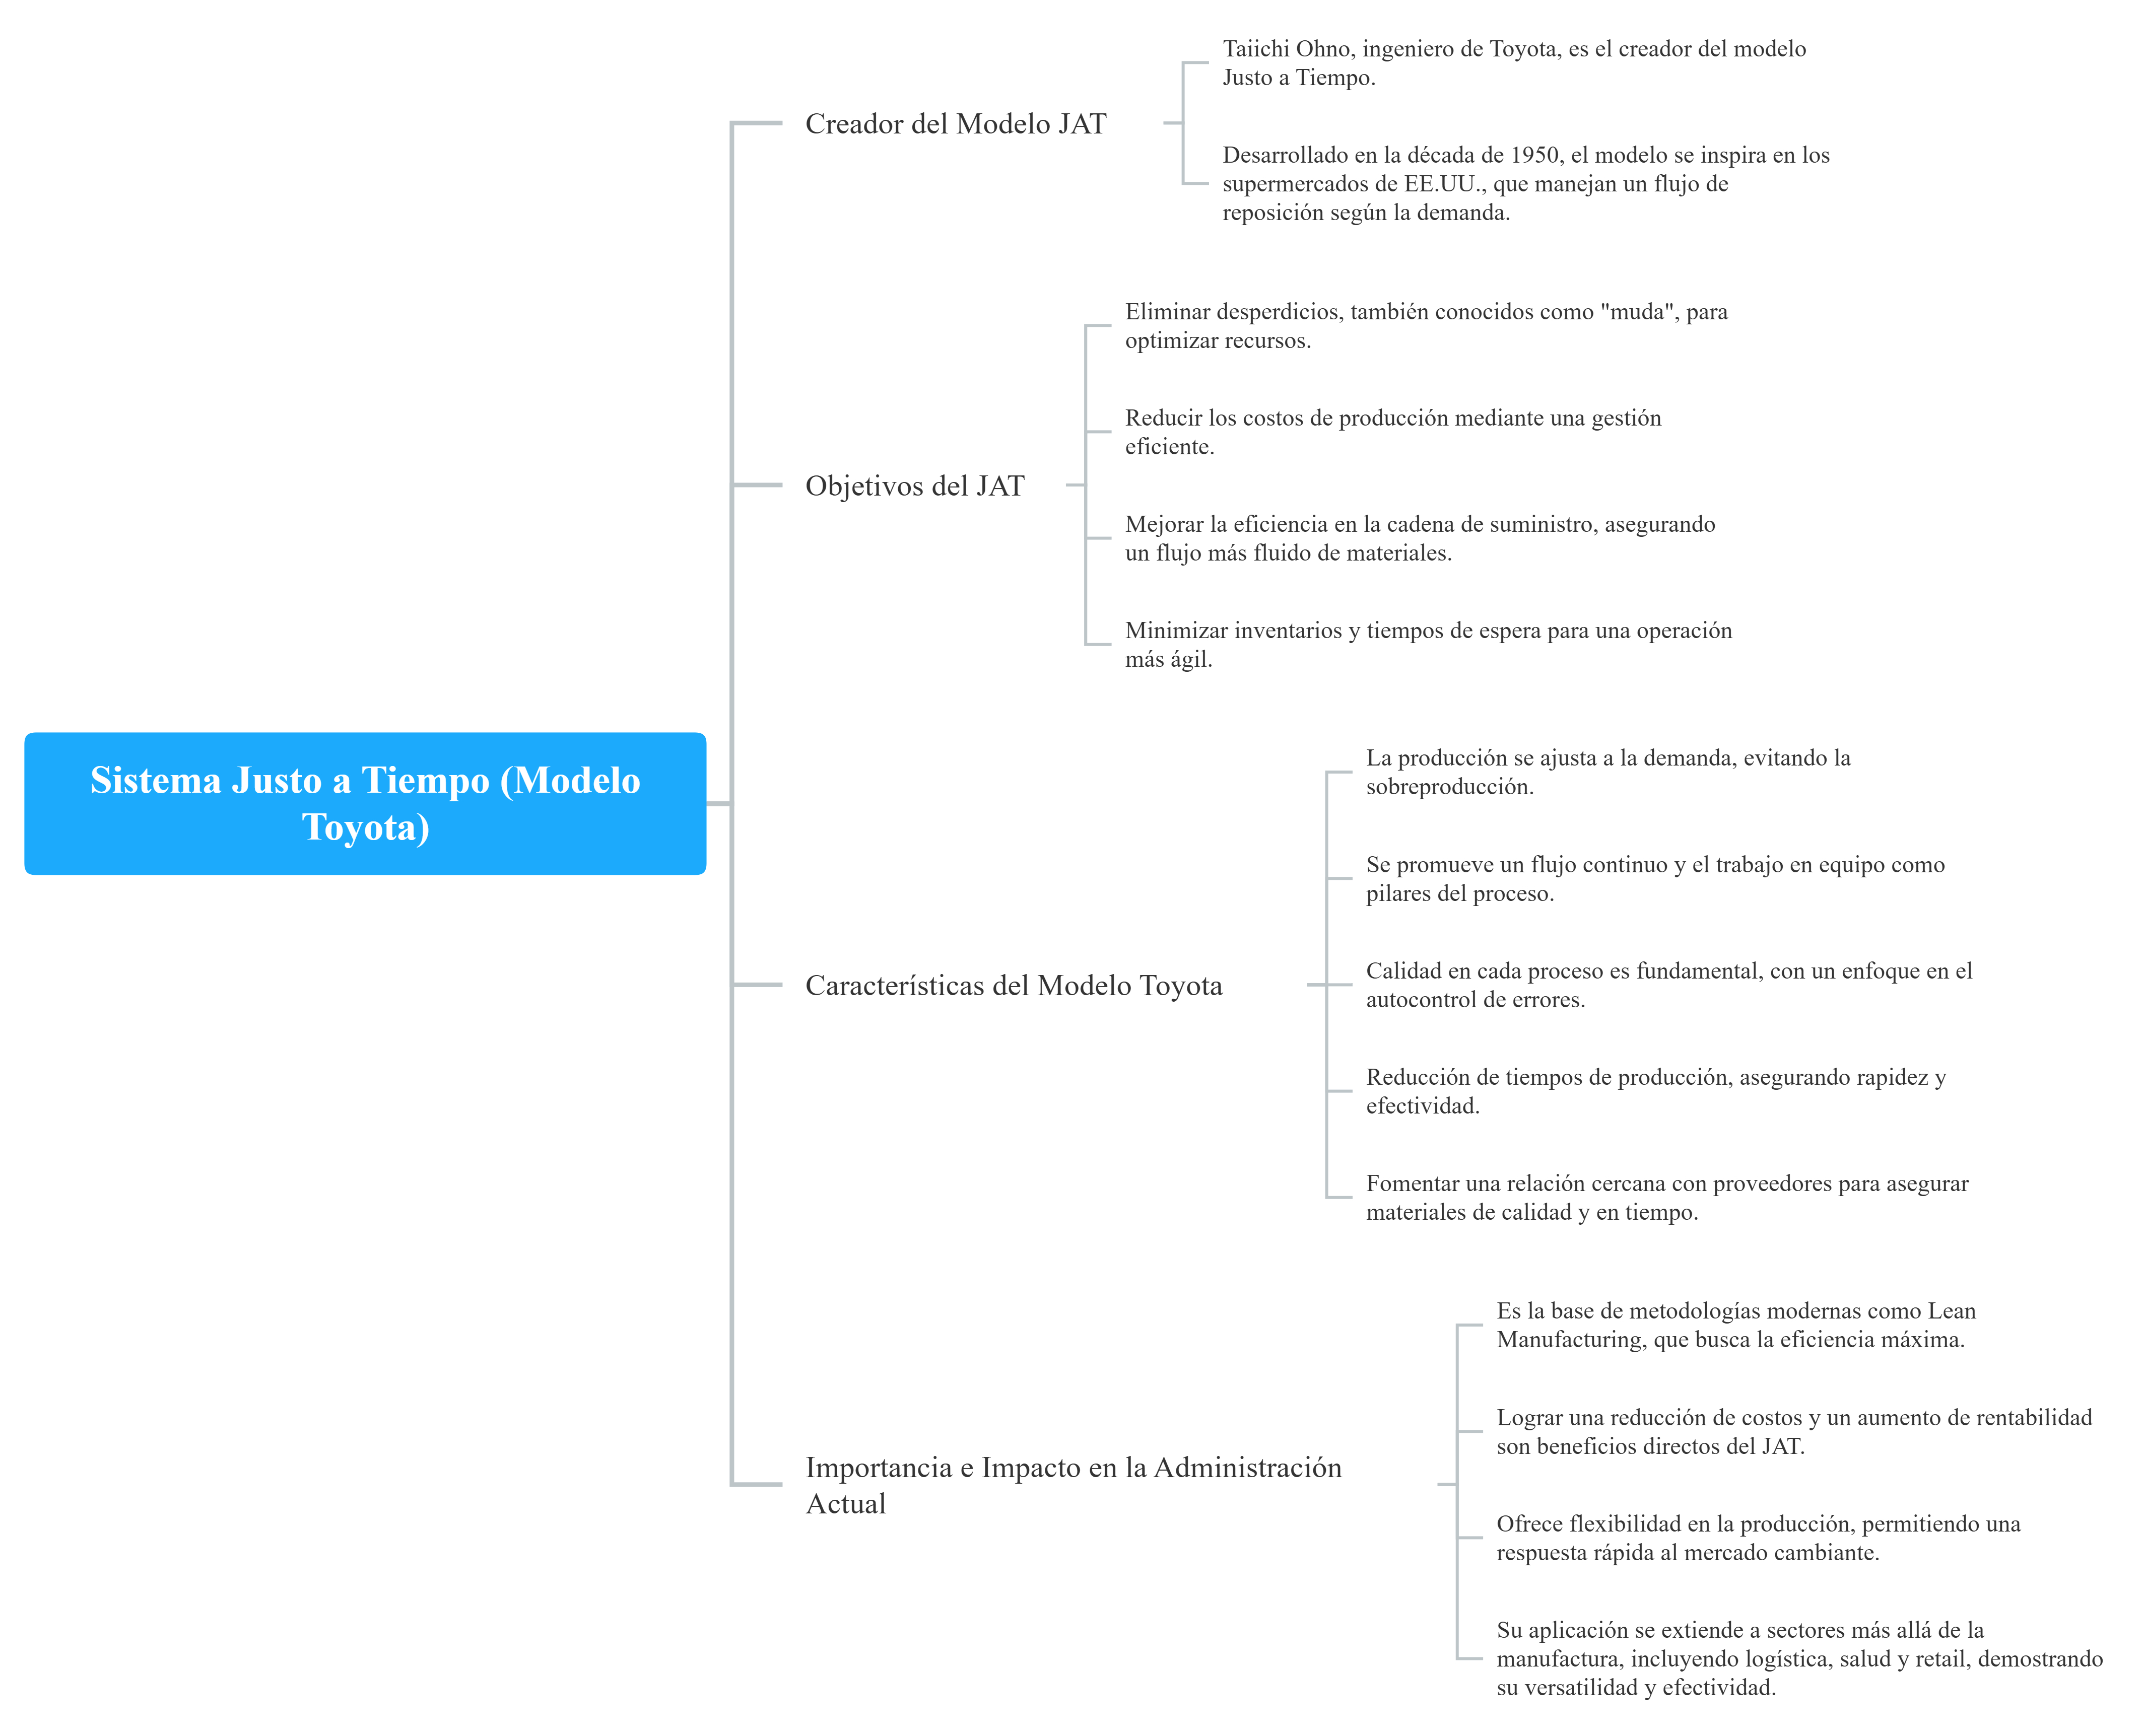 Sistema Justo a Tiempo (Modelo
Toyota)
Creador del Modelo JAT
Taiichi Ohno, ingeniero de Toyota, es el creador del modelo
Justo a Tiempo.
Desarrollado en la década de 1950, el modelo se inspira en los
supermercados de EE.UU., que manejan un flujo de
reposición según la demanda.
Objetivos del JAT
Eliminar desperdicios, también conocidos como "muda", para
optimizar recursos.
Reducir los costos de producción mediante una gestión
eficiente.
Mejorar la eficiencia en la cadena de suministro, asegurando
un flujo más fluido de materiales.
Minimizar inventarios y tiempos de espera para una operación
más ágil.
Características del Modelo Toyota
La producción se ajusta a la demanda, evitando la
sobreproducción.
Se promueve un flujo continuo y el trabajo en equipo como
pilares del proceso.
Calidad en cada proceso es fundamental, con un enfoque en el
autocontrol de errores.
Reducción de tiempos de producción, asegurando rapidez y
efectividad.
Fomentar una relación cercana con proveedores para asegurar
materiales de calidad y en tiempo.
Importancia e Impacto en la Administración
Actual
Es la base de metodologías modernas como Lean
Manufacturing, que busca la eficiencia máxima.
Lograr una reducción de costos y un aumento de rentabilidad
son beneficios directos del JAT.
Ofrece flexibilidad en la producción, permitiendo una
respuesta rápida al mercado cambiante.
Su aplicación se extiende a sectores más allá de la
manufactura, incluyendo logística, salud y retail, demostrando
su versatilidad y efectividad.